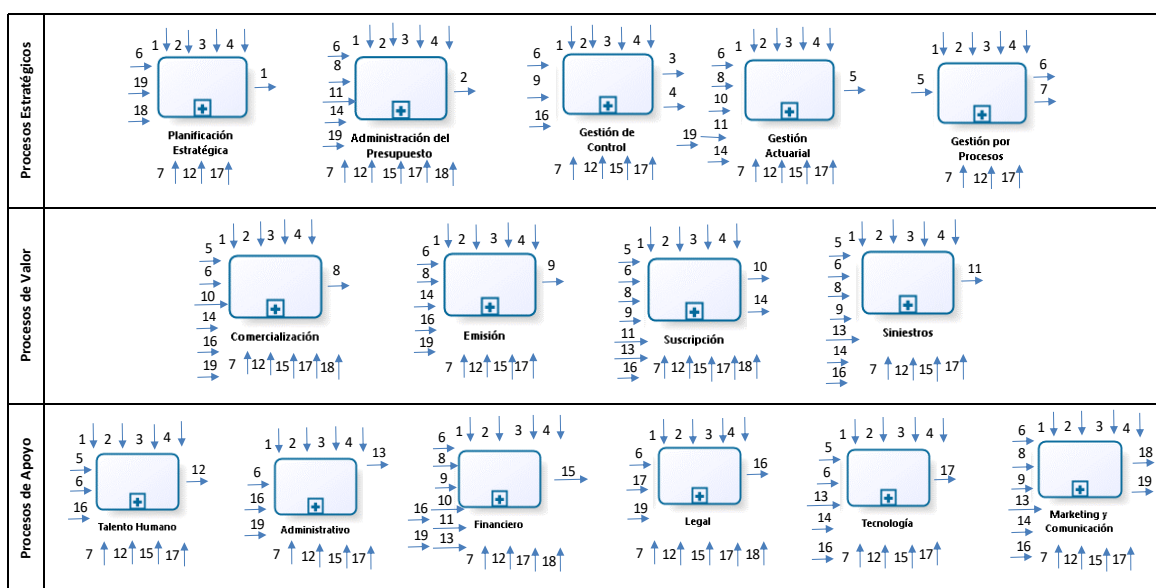 Procesos Estratégicos
1 2 3 4
6
19
18
1
Planificación
Estratégica
7 12 17
1 2 3 4
6
8
11
14
19
2
Administración del
Presupuesto
7 12 15 17 18
1 2 3 4
6
9
16
3
4
Gestión de
Control
7 12 15 17
1 2 3 4
6
8
10
11
19
14
5
Gestión
Actuarial
7 12 15 17
1 2 3 4
5
6
7
Gestión por
Procesos
7 12 17
Procesos de Valor
1 2 3 4
5
6
10
14
16
19
8
Comercialización
7 12 15 17 18
1 2 3 4
6
8
14
16
19
9
Emisión
7 12 15 17
1 2 3 4
5
6
8
9
11
13
16
10
14
Suscripción
7 12 15 17 18
1 2 3 4
5
6
8
9
13
14
16
11
Siniestros
7 12 15 17
Procesos de Apoyo
1 2 3 4
5
6
16
12
Talento Humano
7 12 15 17
1 2 3 4
6
16
19
13
Administrativo
7 12 15 17
1 2 3 4
6
8
9
16 10
11
19 13
15
Financiero
7 12 17 18
1 2 3 4
6
17
19
16
Legal
7 12 15 17 18
1 2 3 4
5
6
13
14
16
17
Tecnología
7 12 15 17
1 2 3 4
6
8
9
13
14
16
18
19
Marketing y
Comunicación
7 12 15 17